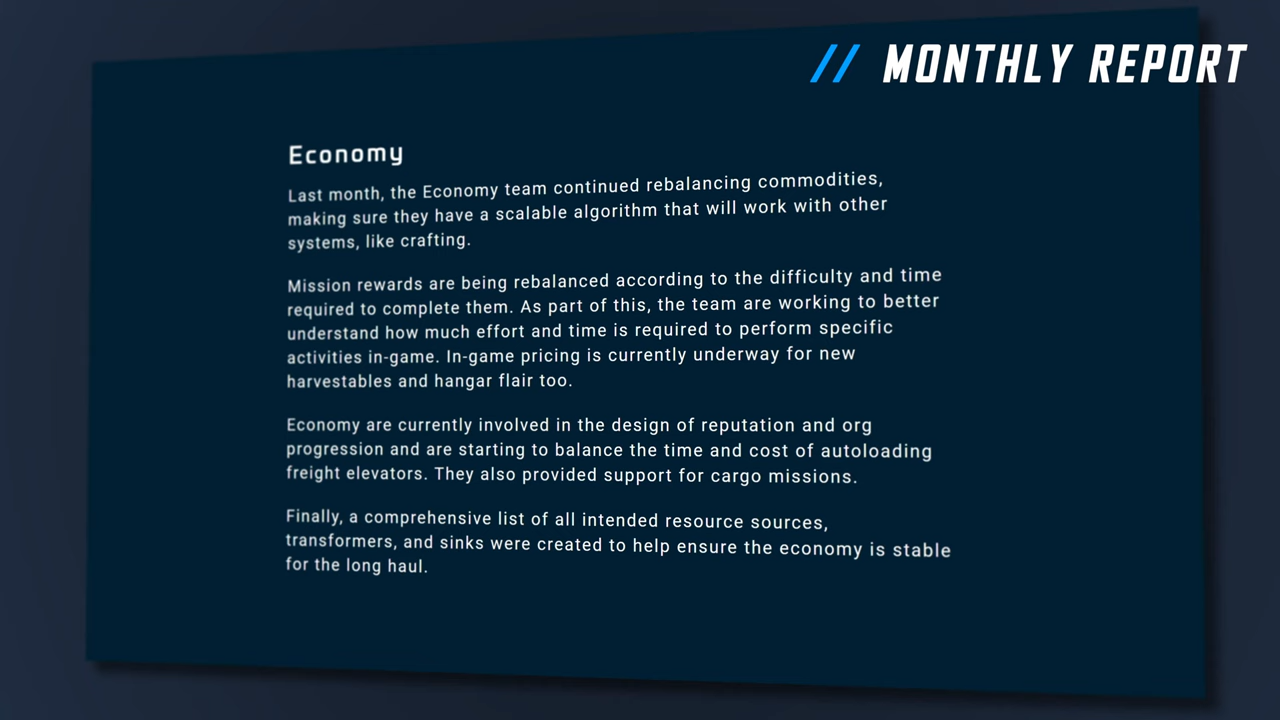 // MONTHLY REPORT
Economy
Last month, the Economy team continued rebalancing commodities,
making sure they have a scalable algorithm that will work with other
systems, like crafting.
Mission rewards are being rebalanced according to the difficulty and time
required to complete them. As part of this, the team are working to better
understand how much effort and time is required to perform specific
activities in-game. In-game pricing is currently underway for new
harvestables and hangar flair too.
Economy are currently involved in the design of reputation and org
progression and are starting to balance the time and cost of autoloading
freight elevators. They also provided support for cargo missions.
Finally, a comprehensive list of all intended resource sources,
transformers, and sinks were created to help ensure the economy is stable
for the long haul.